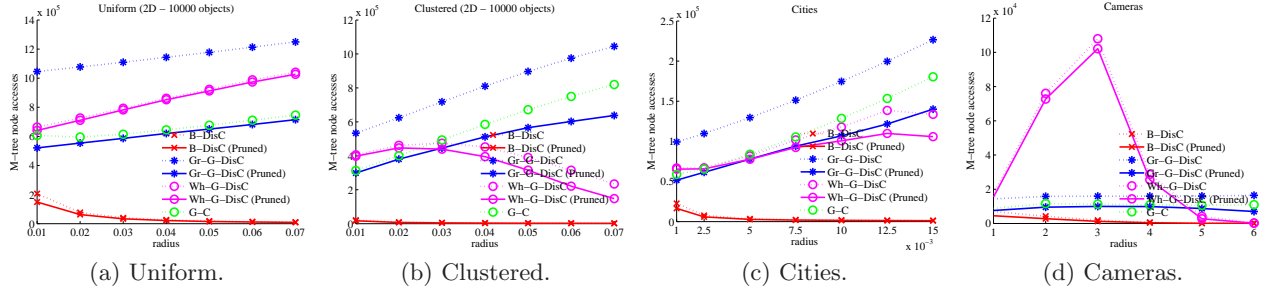 Uniform (2D – 10000 objects)
x 10^5
M–tree node accesses
14
12
10
8
6
4
2
0
0.01 0.02 0.03 0.04 0.05 0.06 0.07
radius
B–DisC
B–DisC (Pruned)
Gr–G–DisC
Gr–G–DisC (Pruned)
Wh–G–DisC
Wh–G–DisC (Pruned)
G–C
(a) Uniform.
Clustered (2D – 10000 objects)
x 10^5
M–tree node accesses
12
10
8
6
4
2
0
0.01 0.02 0.03 0.04 0.05 0.06 0.07
radius
B–DisC
B–DisC (Pruned)
Gr–G–DisC
Gr–G–DisC (Pruned)
Wh–G–DisC
Wh–G–DisC (Pruned)
G–C
(b) Clustered.
Cities
x 10^5
M–tree node accesses
2.5
2
1.5
1
0.5
0
1 2.5 5 7.5 10 12.5 15
x 10^-3
radius
B–DisC
B–DisC (Pruned)
Gr–G–DisC
Gr–G–DisC (Pruned)
Wh–G–DisC
Wh–G–DisC (Pruned)
G–C
(c) Cities.
Cameras
x 10^4
M–tree node accesses
12
10
8
6
4
2
0
1 2 3 4 5 6
radius
B–DisC
B–DisC (Pruned)
Gr–G–DisC
Gr–G–DisC (Pruned)
Wh–G–DisC
Wh–G–DisC (Pruned)
G–C
(d) Cameras.